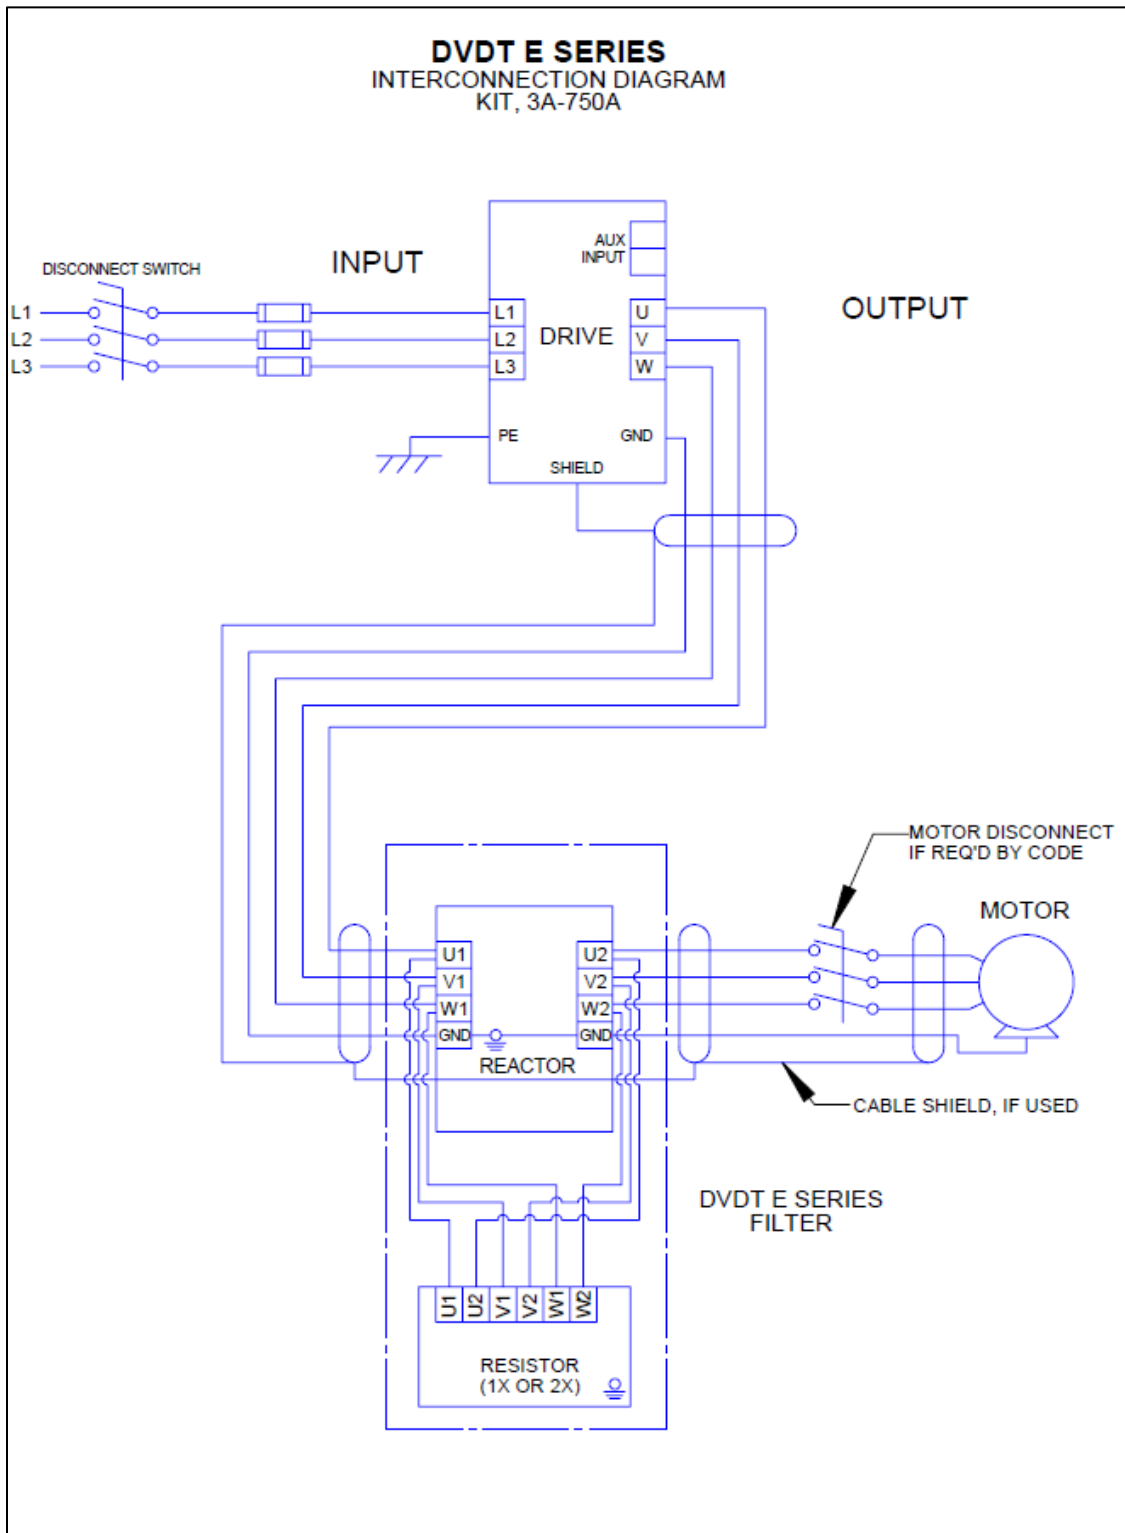 DVDT E SERIES
INTERCONNECTION DIAGRAM
KIT, 3A-750A
AUX
INPUT
INPUT
DISCONNECT SWITCH
OUTPUT
L1
L2
L3
L1
L2
L3
DRIVE
U
V
W
PE
GND
SHIELD
MOTOR DISCONNECT
IF REQ'D BY CODE
MOTOR
U1
V1
W1
GND
U2
V2
W2
GND
REACTOR
CABLE SHIELD, IF USED
DVDT E SERIES
FILTER
U1
U2
V1
V2
W1
W2
RESISTOR
(1X OR 2X)